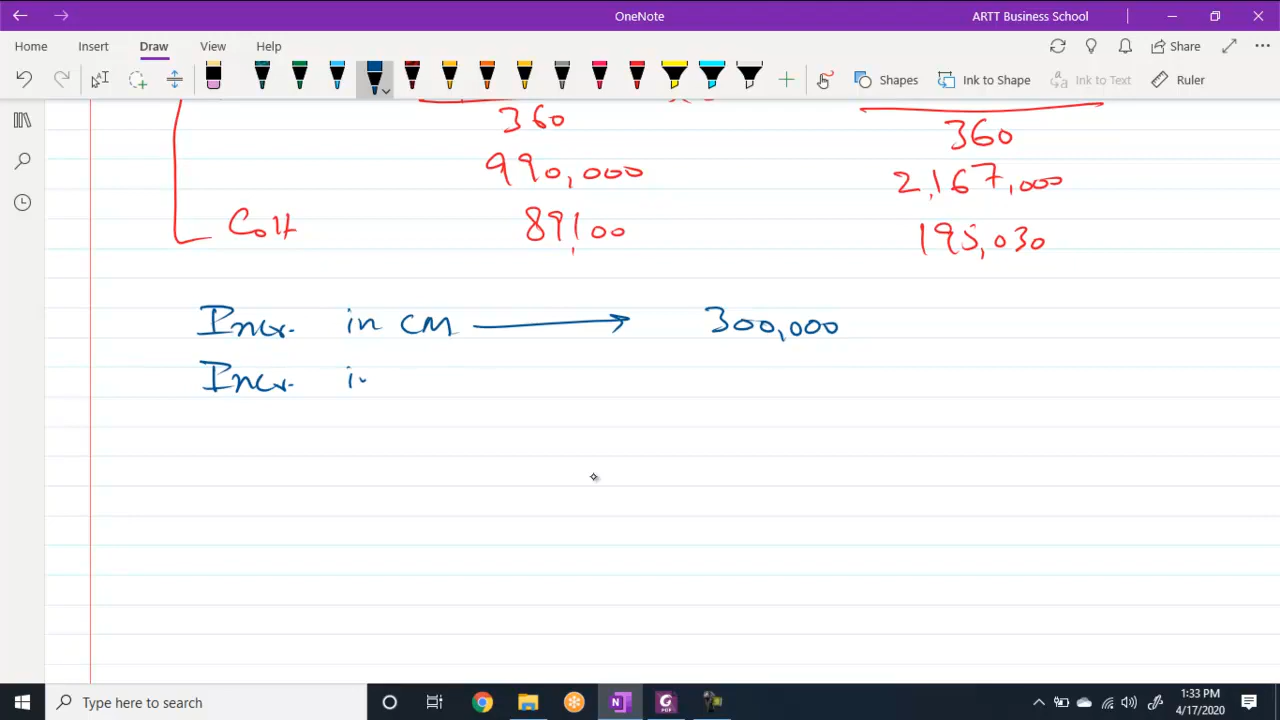 OneNote
ARTT Business School
Home Insert Draw View Help
Share
Shapes
Ink to Shape
Ink to Text
Ruler
360 360
990,000 2,167,000
89,100 195,030
Incr. in CM → 300,000
Incr. i
Type here to search
1:33 PM
4/17/2020